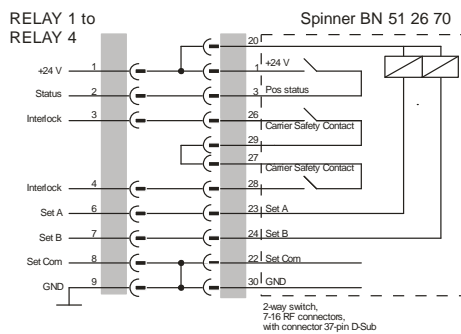 RELAY 1 to
RELAY 4
Spinner BN 51 26 70
20
+24 V 1 1 +24 V
Status 2 3 Pos status
Interlock 3 26
Carrier Safety Contact
29
27
Carrier Safety Contact
Interlock 4 28
Set A 6 23 Set A
Set B 7 24 Set B
Set Com 8 22 Set Com
GND 9 30 GND
2-way switch,
7-16 RF connectors,
with connector 37-pin D-Sub